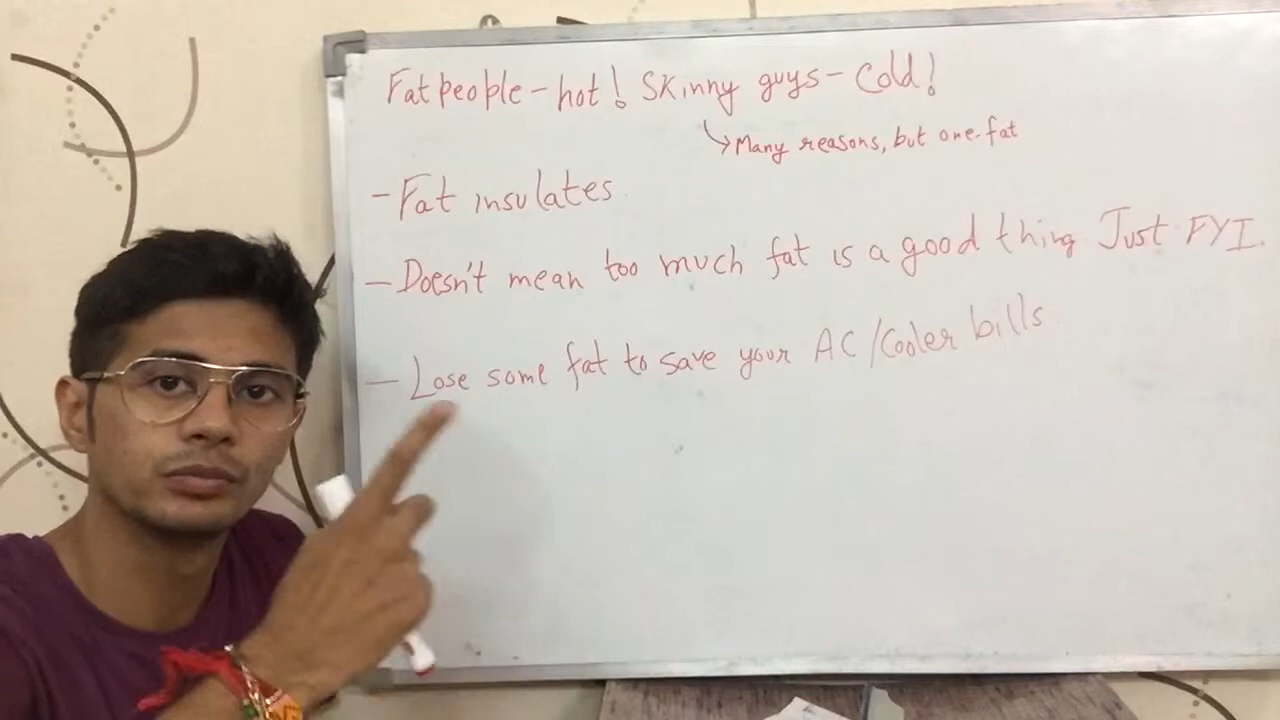 Fat people - hot! Skinny guys - Cold!
↳ Many reasons, but one-fat
- Fat insulates.
- Doesn't mean too much fat is a good thing Just FYI.
- Lose some fat to save your AC/Cooler bills.